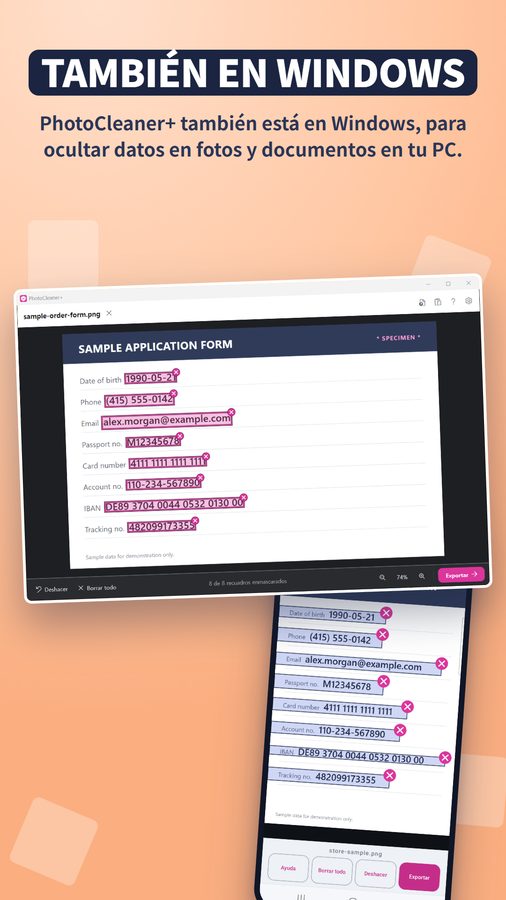 TAMBIÉN EN WINDOWS
PhotoCleaner+ también está en Windows, para
ocultar datos en fotos y documentos en tu PC.
PhotoCleaner+
sample-order-form.png
SAMPLE APPLICATION FORM
* SPECIMEN *
Date of birth 1990-05-21
Phone (415) 555-0142
Email alex.morgan@example.com
Passport no. M12345678
Card number 4111 1111 1111 1111
Account no. 110-234-567890
IBAN DE89 3704 0044 0532 0130 00
Tracking no. 482099173355
Sample data for demonstration only.
Deshacer
Borrar todo
8 de 8 recuadros enmascarados
74%
Exportar
Date of birth 1990-05-21
Phone (415) 555-0142
Email alex.morgan@example.com
Passport no. M12345678
Card number 4111 1111 1111 1111
Account no. 110-234-567890
IBAN DE89 3704 0044 0532 0130 00
Tracking no. 482099173355
Sample data for demonstration only.
store-sample.png
Ayuda
Borrar todo
Deshacer
Exportar